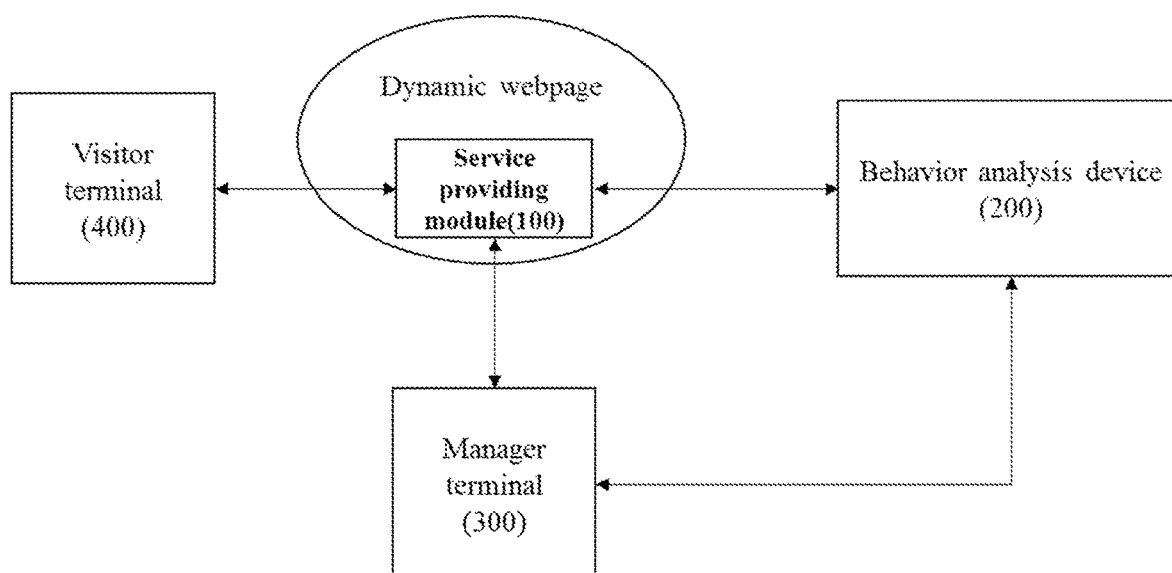 Dynamic webpage
Visitor
terminal
(400)
Service
providing
module(100)
Behavior analysis device
(200)
Manager
terminal
(300)